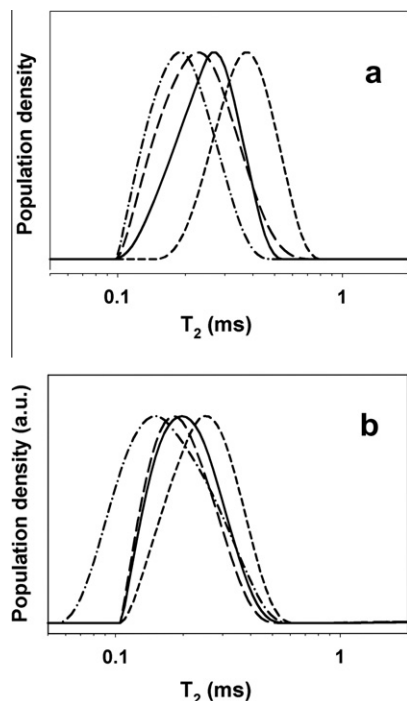 a
Population density
0.1 1
T₂ (ms)
b
Population density (a.u.)
0.1 1
T₂ (ms)